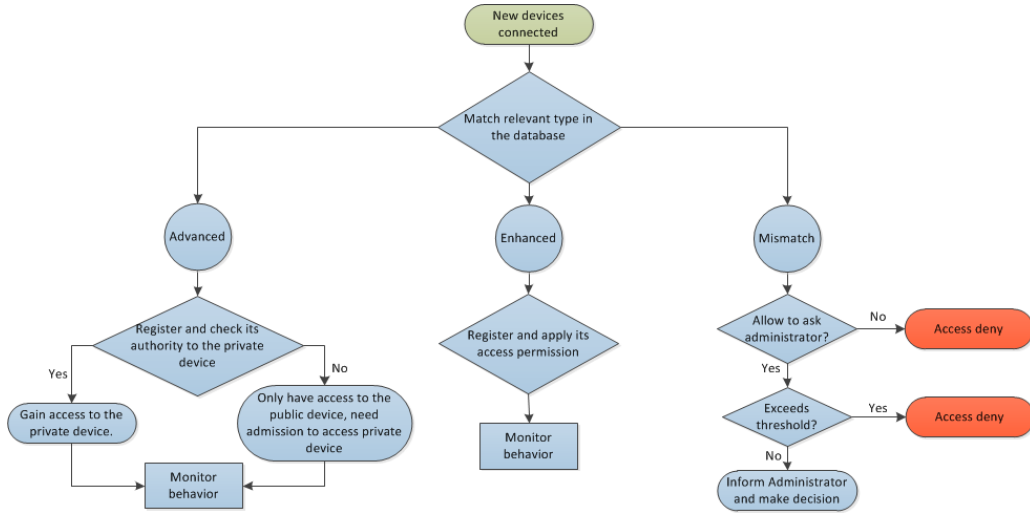 New devices
connected
Match relevant type in
the database
Advanced
Enhanced
Mismatch
Register and check its
authority to the private
device
Register and apply its
access permission
Allow to ask
administrator?
No
Access deny
Yes
No
Yes
Gain access to the
private device.
Only have access to the
public device, need
admission to access private
device
Exceeds
threshold?
Yes
Access deny
Monitor
behavior
Monitor
behavior
No
Inform Administrator
and make decision